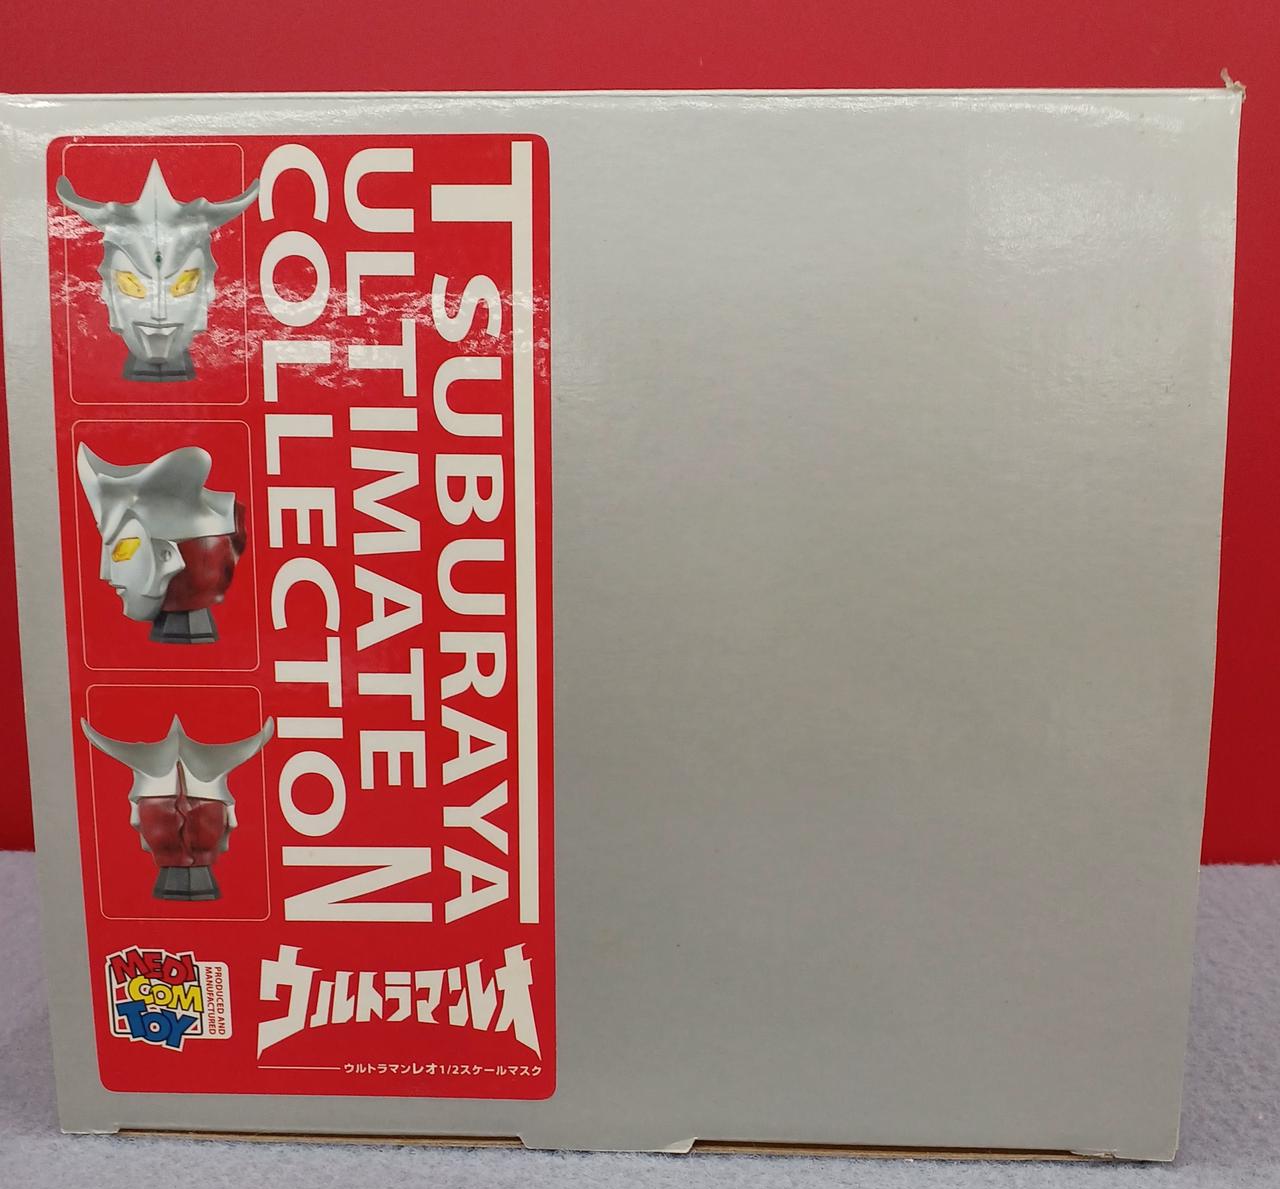 TSUBURAYA
ULTIMATE
COLLECTION
MEDI
COM
TOY
PRODUCED AND
MANUFACTURED
ウルトラマンレオ
ウルトラマンレオ1/2スケールマスク